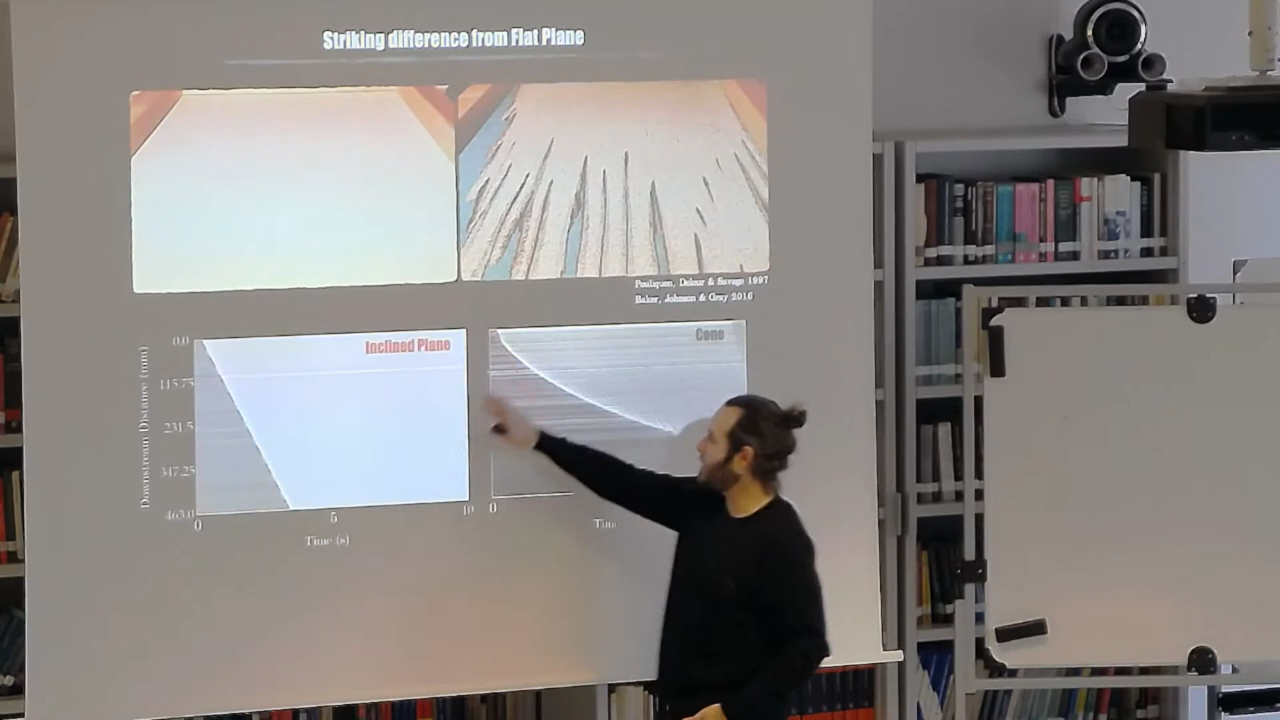 Striking difference from Flat Plane
Pouliquen, Delour & Savage 1997
Baker, Johnson & Gray 2016
Inclined Plane
Cone
Downstream Distance (mm)
0.0
115.75
231.5
347.25
463.0
0
5
10
0
Time (s)